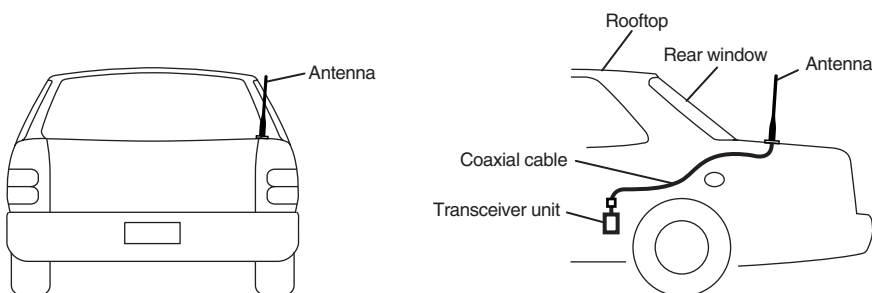 Antenna
Rooftop
Rear window
Antenna
Coaxial cable
Transceiver unit